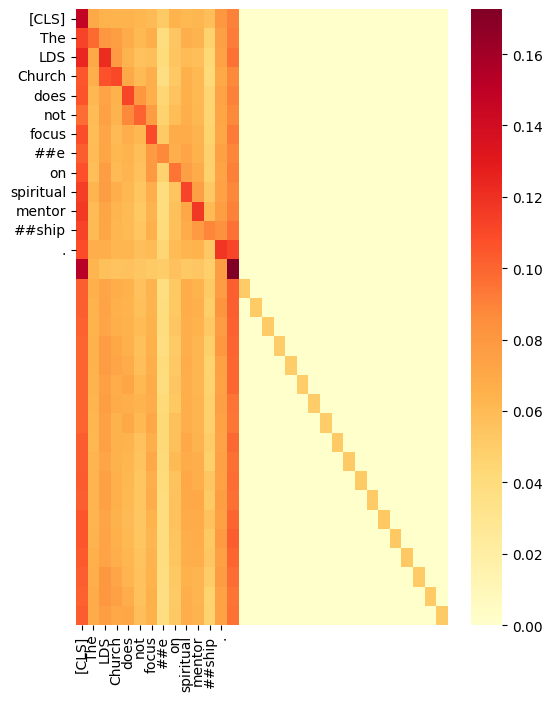 [CLS]
The
LDS
Church
does
not
focus
##e
on
spiritual
mentor
##ship
.
0.16
0.14
0.12
0.10
0.08
0.06
0.04
0.02
0.00
[CLS]
The
LDS
Church
does
not
focus
##e
on
spiritual
mentor
##ship
.